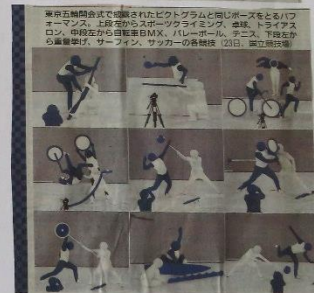 東京五輪開会式で披露されたピクトグラムと同じポーズをとるパフ
ォーマンス。上段左からスポーツクライミング、卓球、トライアス
ロン、中段左から自転車BMX、バレーボール、テニス、下段左か
ら重量挙げ、サーフィン、サッカーの各競技（23日、国立競技場）